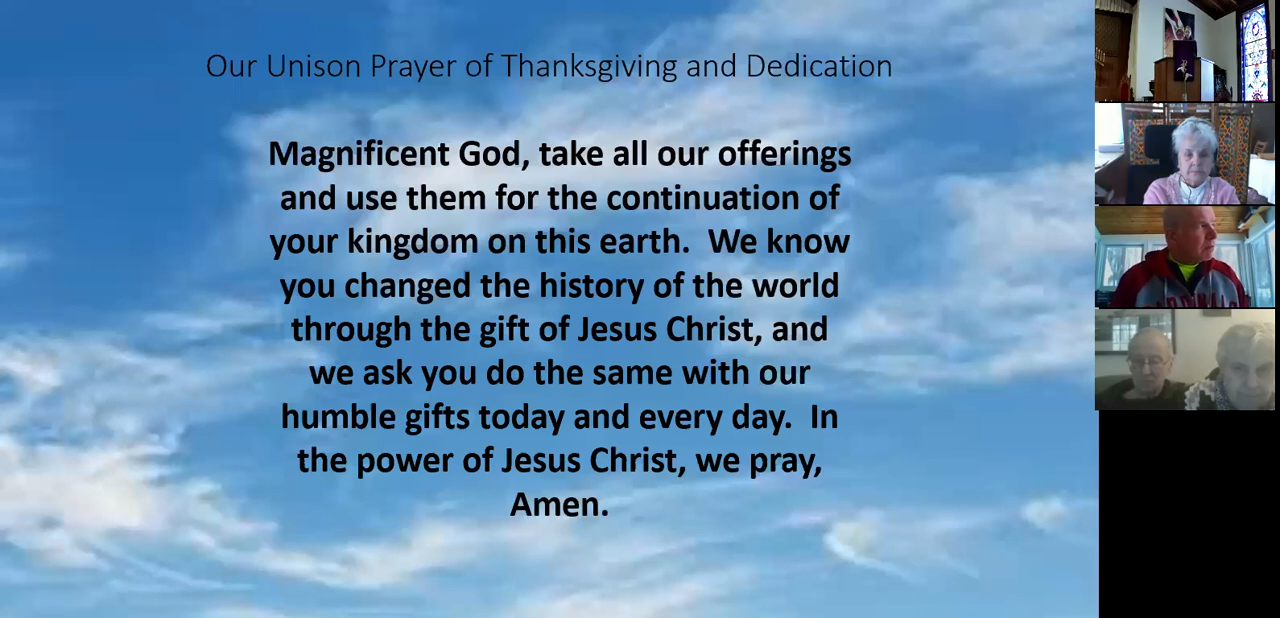 Our Unison Prayer of Thanksgiving and Dedication
Magnificent God, take all our offerings
and use them for the continuation of
your kingdom on this earth.  We know
you changed the history of the world
through the gift of Jesus Christ, and
we ask you do the same with our
humble gifts today and every day.  In
the power of Jesus Christ, we pray,
Amen.